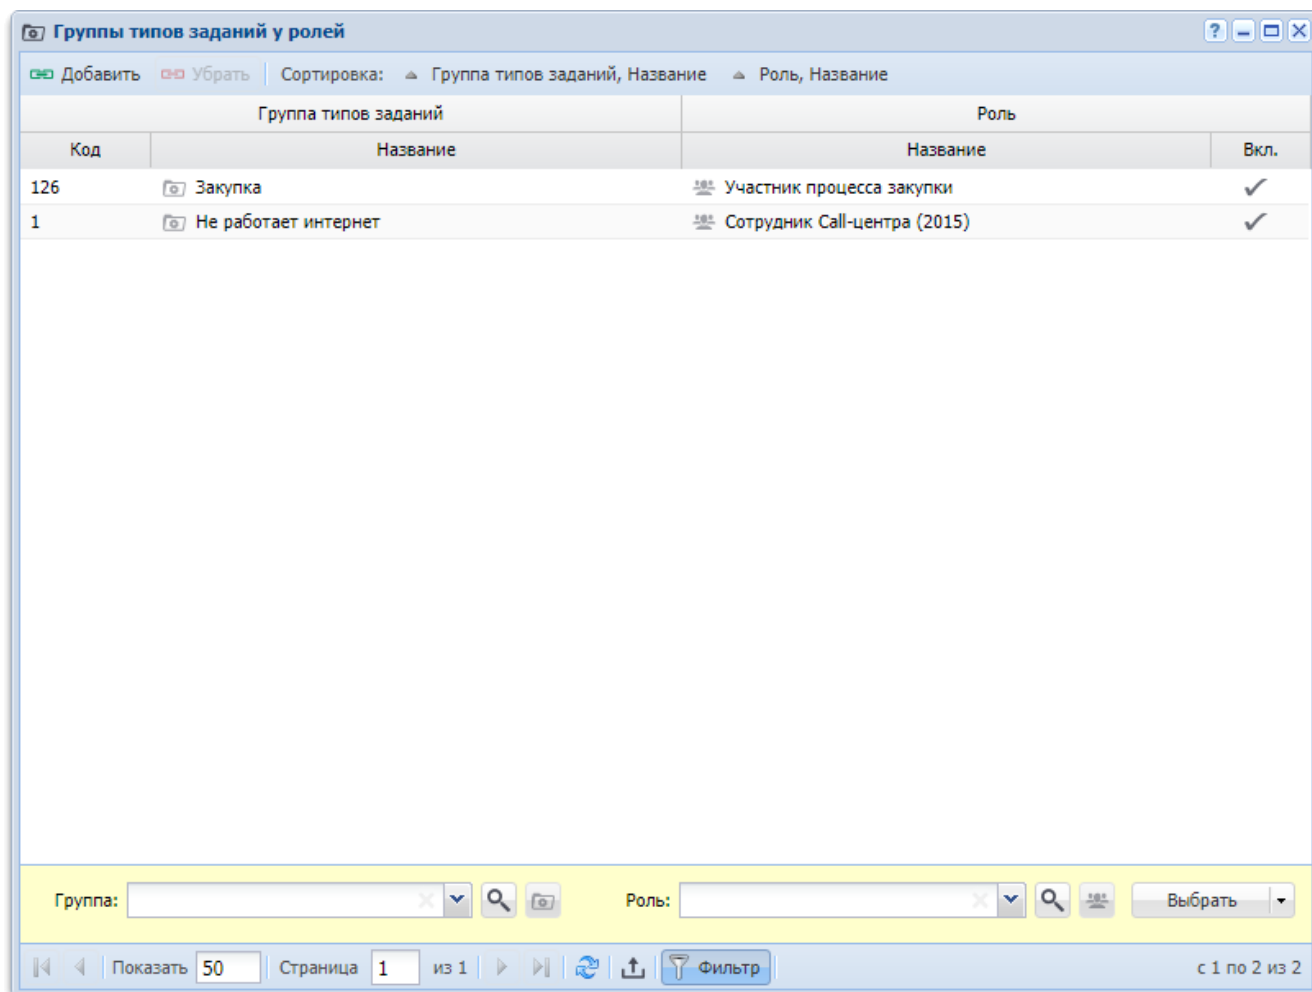 Группы типов заданий у ролей ?
Добавить Убрать Сортировка: Группа типов заданий, Название Роль, Название
Группа типов заданий Роль
Код Название Название Вкл.
126 Закупка Участник процесса закупки
1 Не работает интернет Сотрудник Call-центра (2015)
Группа: Роль: Выбрать
Показать 50 Страница 1 из 1 Фильтр с 1 по 2 из 2